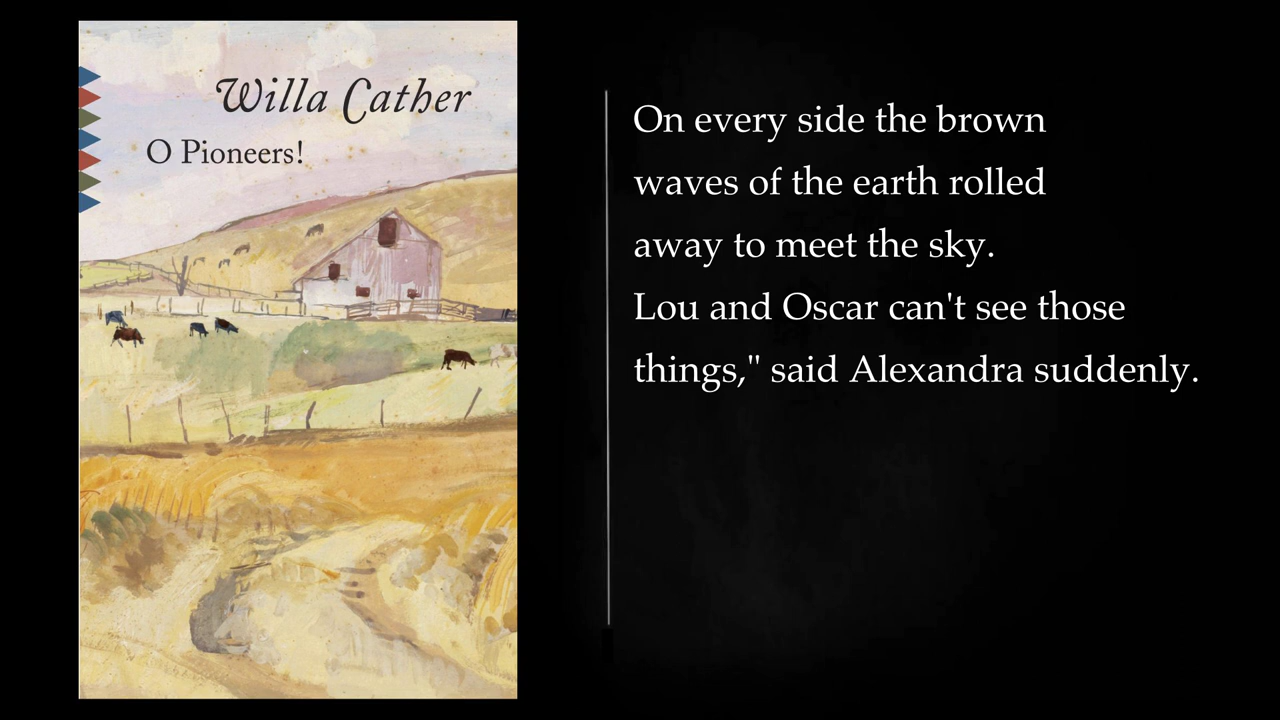 Willa Cather
O Pioneers!
On every side the brown
waves of the earth rolled
away to meet the sky.
Lou and Oscar can't see those
things," said Alexandra suddenly.